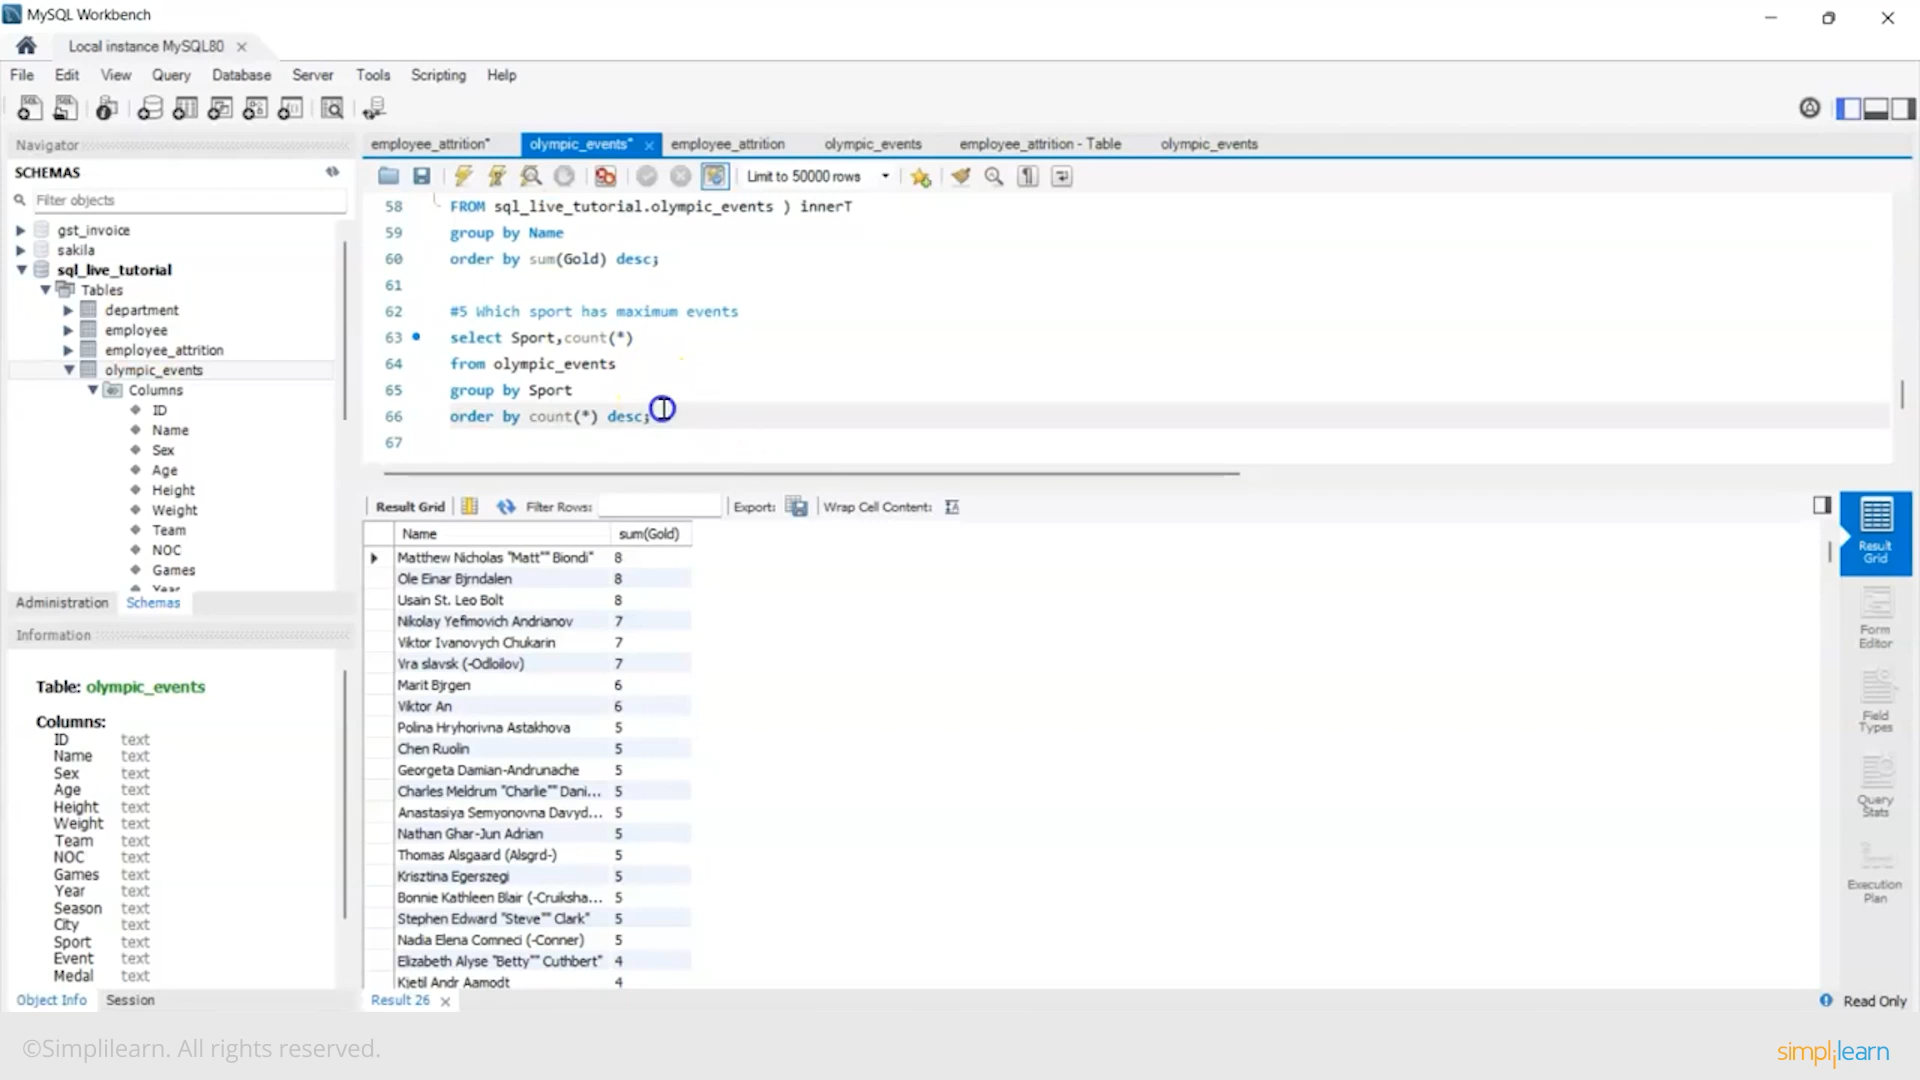 MySQL Workbench
Local instance MySQL80
File Edit View Query Database Server Tools Scripting Help
Navigator
SCHEMAS
Filter objects
gst_invoice
sakila
sql_live_tutorial
Tables
department
employee
employee_attrition
olympic_events
Columns
ID
Name
Sex
Age
Height
Weight
Team
NOC
Games
Year
Administration Schemas
Information
Table: olympic_events
Columns:
ID text
Name text
Sex text
Age text
Height text
Weight text
Team text
NOC text
Games text
Year text
Season text
City text
Sport text
Event text
Medal text
Object Info Session
employee_attrition* olympic_events* employee_attrition olympic_events employee_attrition - Table olympic_events
Limit to 50000 rows
58 FROM sql_live_tutorial.olympic_events ) innerT
59 group by Name
60 order by sum(Gold) desc;
61
62 #5 Which sport has maximum events
63 select Sport,count(*)
64 from olympic_events
65 group by Sport
66 order by count(*) desc;
67
Result Grid Filter Rows: Export: Wrap Cell Content:
Name sum(Gold)
Matthew Nicholas "Matt"" Biondi" 8
Ole Einar Bjrndalen 8
Usain St. Leo Bolt 8
Nikolay Yefimovich Andrianov 7
Viktor Ivanovych Chukarin 7
Vra slavsk (-Odloilov) 7
Marit Bjrgen 6
Viktor An 6
Polina Hryhorivna Astakhova 5
Chen Ruolin 5
Georgeta Damian-Andrunache 5
Charles Meldrum "Charlie"" Dani... 5
Anastasiya Semyonovna Davyd... 5
Nathan Ghar-Jun Adrian 5
Thomas Alsgaard (Alsgrd-) 5
Krisztina Egerszegi 5
Bonnie Kathleen Blair (-Cruiksha... 5
Stephen Edward "Steve"" Clark" 5
Nadia Elena Comneci (-Conner) 5
Elizabeth Alyse "Betty"" Cuthbert" 4
Kjetil Andr Aamodt 4
Result 26
Result
Grid
Form
Editor
Field
Types
Query
Stats
Execution
Plan
Read Only
©Simplilearn. All rights reserved.
simplilearn